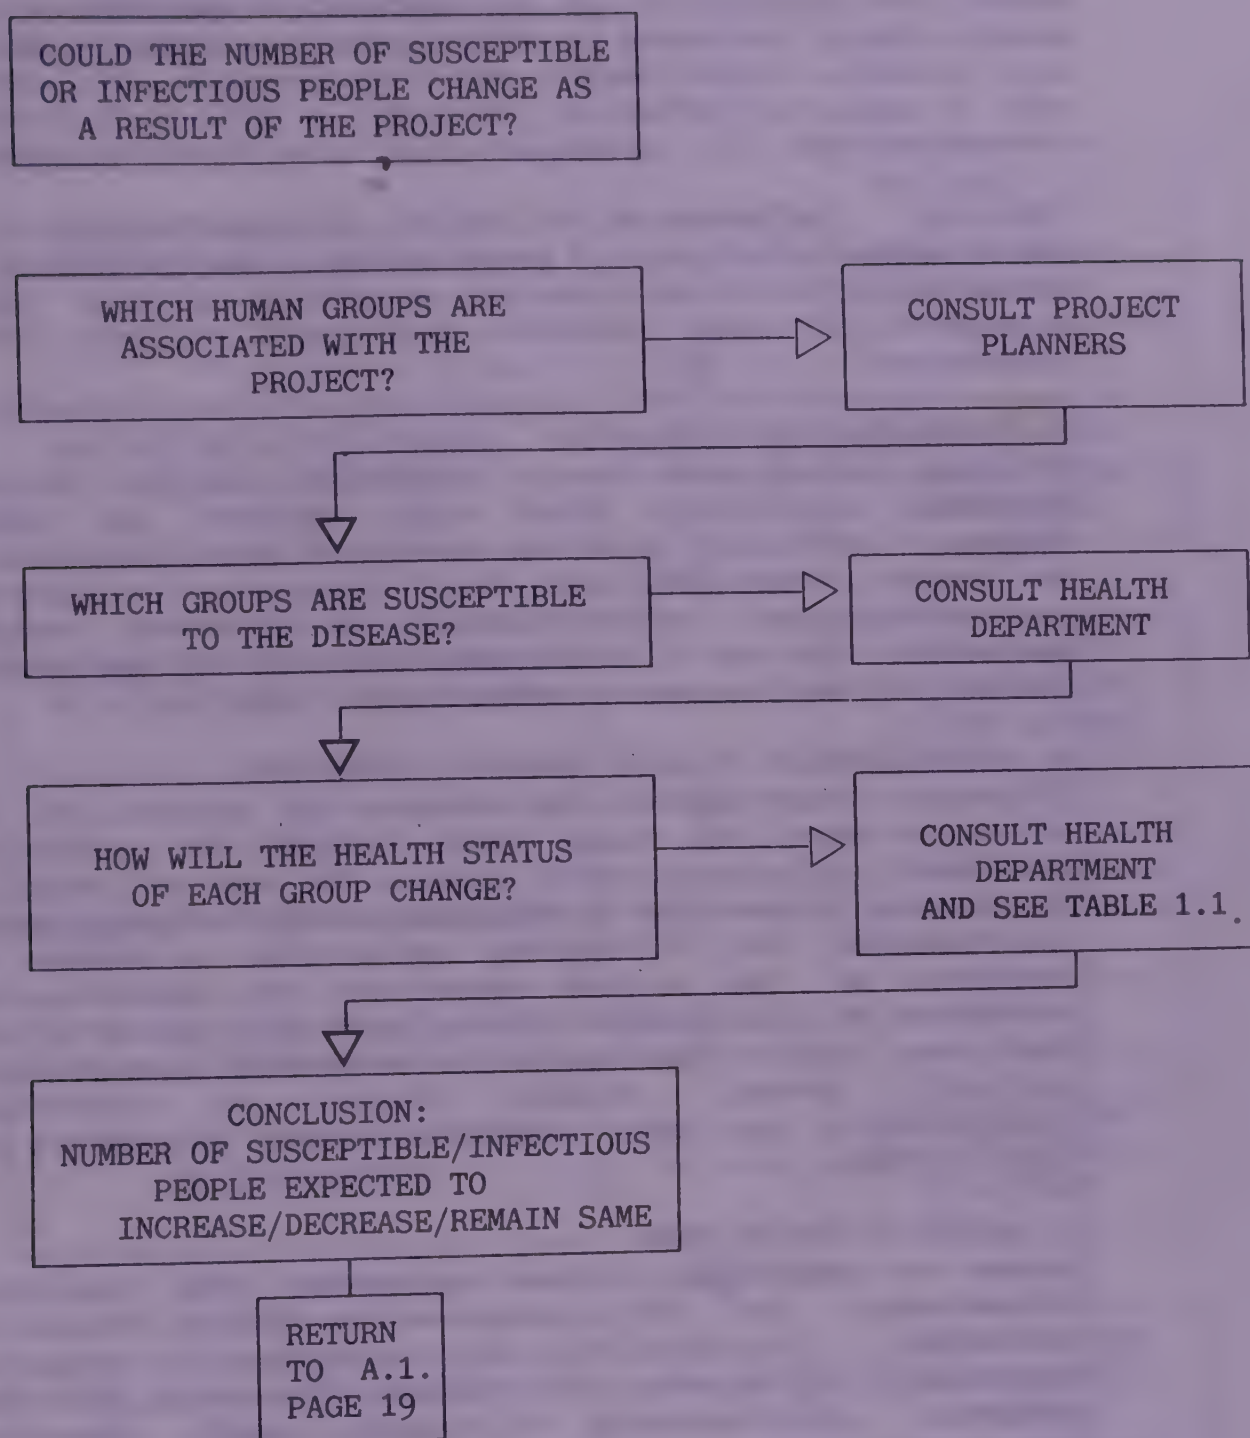 COULD THE NUMBER OF SUSCEPTIBLE
OR INFECTIOUS PEOPLE CHANGE AS
A RESULT OF THE PROJECT?
WHICH HUMAN GROUPS ARE
ASSOCIATED WITH THE
PROJECT?
CONSULT PROJECT
PLANNERS
WHICH GROUPS ARE SUSCEPTIBLE
TO THE DISEASE?
CONSULT HEALTH
DEPARTMENT
HOW WILL THE HEALTH STATUS
OF EACH GROUP CHANGE?
CONSULT HEALTH
DEPARTMENT
AND SEE TABLE 1.1.
CONCLUSION:
NUMBER OF SUSCEPTIBLE/INFECTIOUS
PEOPLE EXPECTED TO
INCREASE/DECREASE/REMAIN SAME
RETURN
TO A.1.
PAGE 19